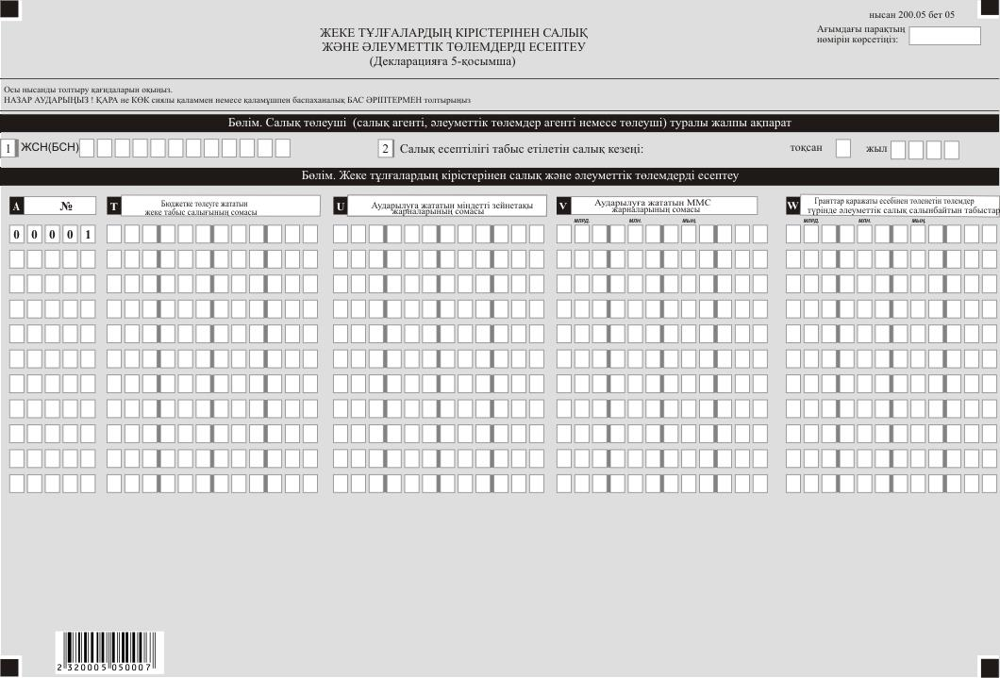 нысан 200.05 бет 05
ЖЕКЕ ТҰЛҒАЛАРДЫҢ КІРІСТЕРІНЕН САЛЫҚ
ЖӘНЕ ӘЛЕУМЕТТІК ТӨЛЕМДЕРДІ ЕСЕПТЕУ
(Декларацияға 5-қосымша)
Ағымдағы парақтың
нөмірін көрсетіңіз:
Осы нысанды толтыру қағидаларын оқыңыз.
НАЗАР АУДАРЫҢЫЗ ! ҚАРА не КӨК сиялы қаламмен немесе қаламұшпен баспаханалық БАС ӘРІПТЕРМЕН толтырыңыз
Бөлім. Салық төлеуші (салық агенті, әлеуметтік төлемдер агенті немесе төлеуші) туралы жалпы ақпарат
1 ЖСН(БСН) 2 Салық есептілігі табыс етілетін салық кезеңі: тоқсан жыл
Бөлім. Жеке тұлғалардың кірістерінен салық және әлеуметтік төлемдерді есептеу
A №
T Бюджетке төлеуге жататын
жеке табыс салығының сомасы
U Аударылуға жататын міндетті зейнетақы
жарналарының сомасы
V Аударылуға жататын ММС
жарналарының сомасы
W Гранттар қаражаты есебінен төленетін төлемдер
түрінде әлеуметтік салық салынбайтын табыстар
МЛРД. МЛН. МЫҢ. МЛРД. МЛН. МЫҢ.
0 0 0 0 1
2 320005 050007